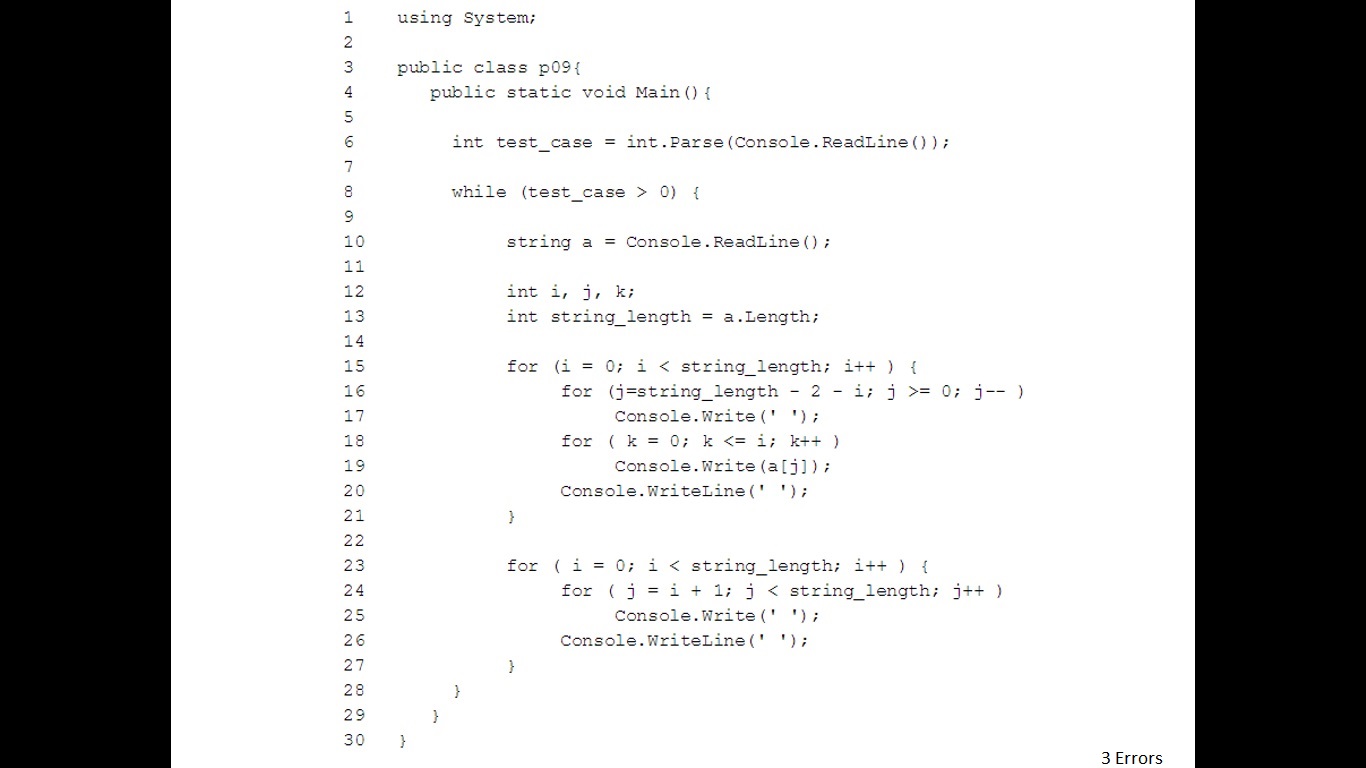 1 using System;
2
3 public class p09{
4 public static void Main(){
5
6 int test_case = int.Parse(Console.ReadLine());
7
8 while (test_case > 0) {
9
10 string a = Console.ReadLine();
11
12 int i, j, k;
13 int string_length = a.Length;
14
15 for (i = 0; i < string_length; i++ ) {
16 for (j=string_length - 2 - i; j >= 0; j-- )
17 Console.Write(' ');
18 for ( k = 0; k <= i; k++ )
19 Console.Write(a[j]);
20 Console.WriteLine(' ');
21 }
22
23 for ( i = 0; i < string_length; i++ ) {
24 for ( j = i + 1; j < string_length; j++ )
25 Console.Write(' ');
26 Console.WriteLine(' ');
27 }
28 }
29 }
30 }
3 Errors